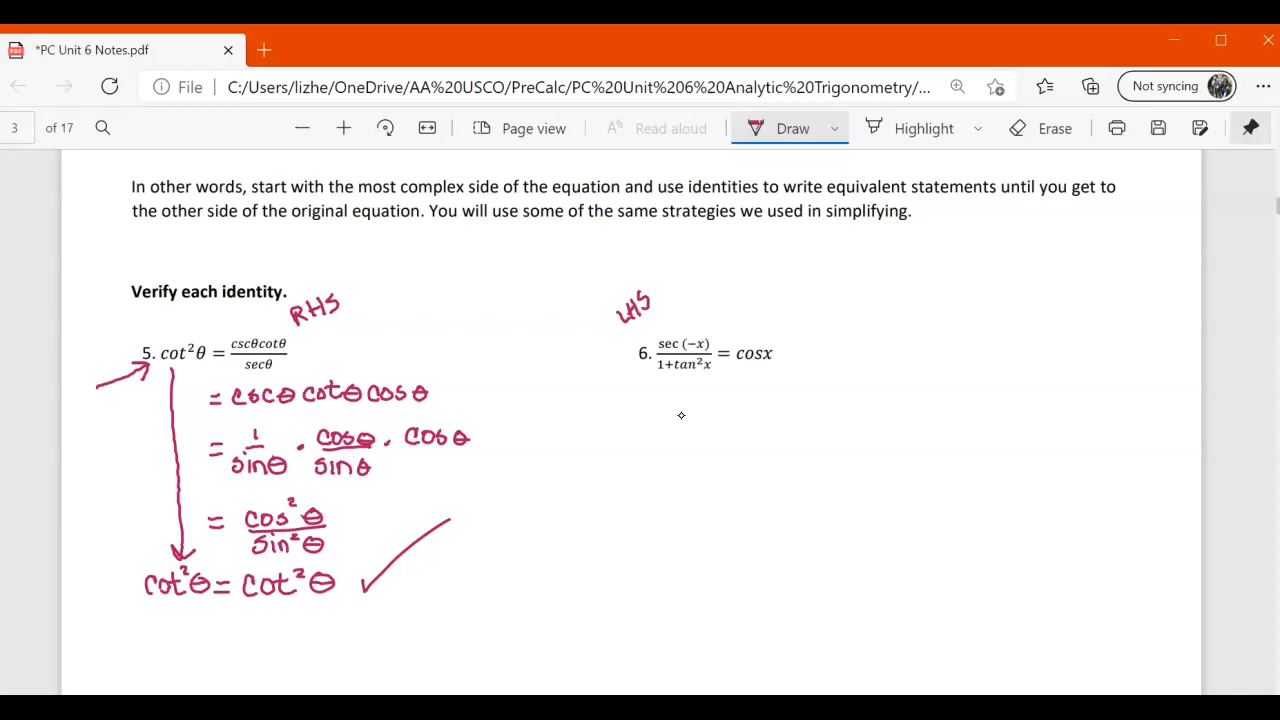 *PC Unit 6 Notes.pdf
File C:/Users/lizhe/OneDrive/AA%20USCO/PreCalc/PC%20Unit%206%20Analytic%20Trigonometry/... Not syncing
3 of 17 Page view Read aloud Draw Highlight Erase
In other words, start with the most complex side of the equation and use identities to write equivalent statements until you get to
the other side of the original equation. You will use some of the same strategies we used in simplifying.
Verify each identity.
RHS
5. cot²θ = cscθcotθ/secθ
= cscθ cotθ cosθ
= 1/sinθ · cosθ/sinθ · cosθ
= cos²θ/sin²θ
cot²θ = cot²θ ✓
LHS
6. sec (−x)/1+tan²x = cosx